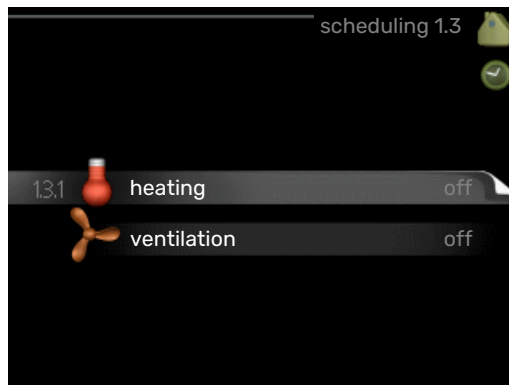 scheduling 1.3
1.3.1 heating off
ventilation off